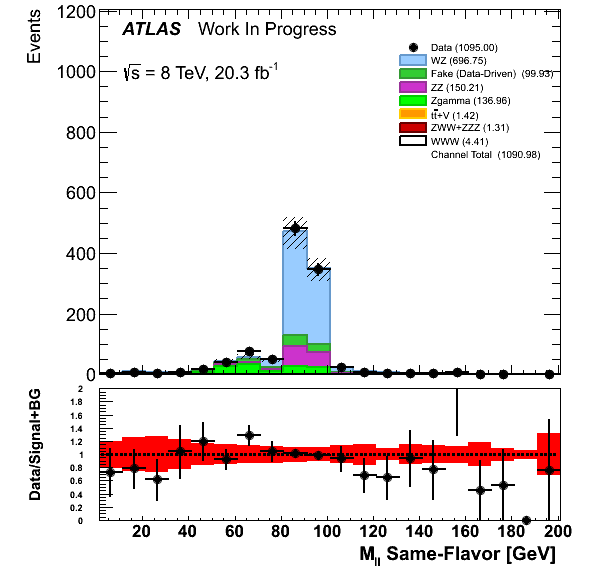 ATLAS Work In Progress
√s = 8 TeV, 20.3 fb-1
Data (1095.00)
WZ (696.75)
Fake (Data-Driven) (99.93)
ZZ (150.21)
Zgamma (136.96)
tt̄+V (1.42)
ZWW+ZZZ (1.31)
WWW (4.41)
Channel Total (1090.98)
Events
1200
1000
800
600
400
200
0
Data/Signal+BG
2
1.8
1.6
1.4
1.2
1
0.8
0.6
0.4
0.2
0
20 40 60 80 100 120 140 160 180 200
Mll Same-Flavor [GeV]